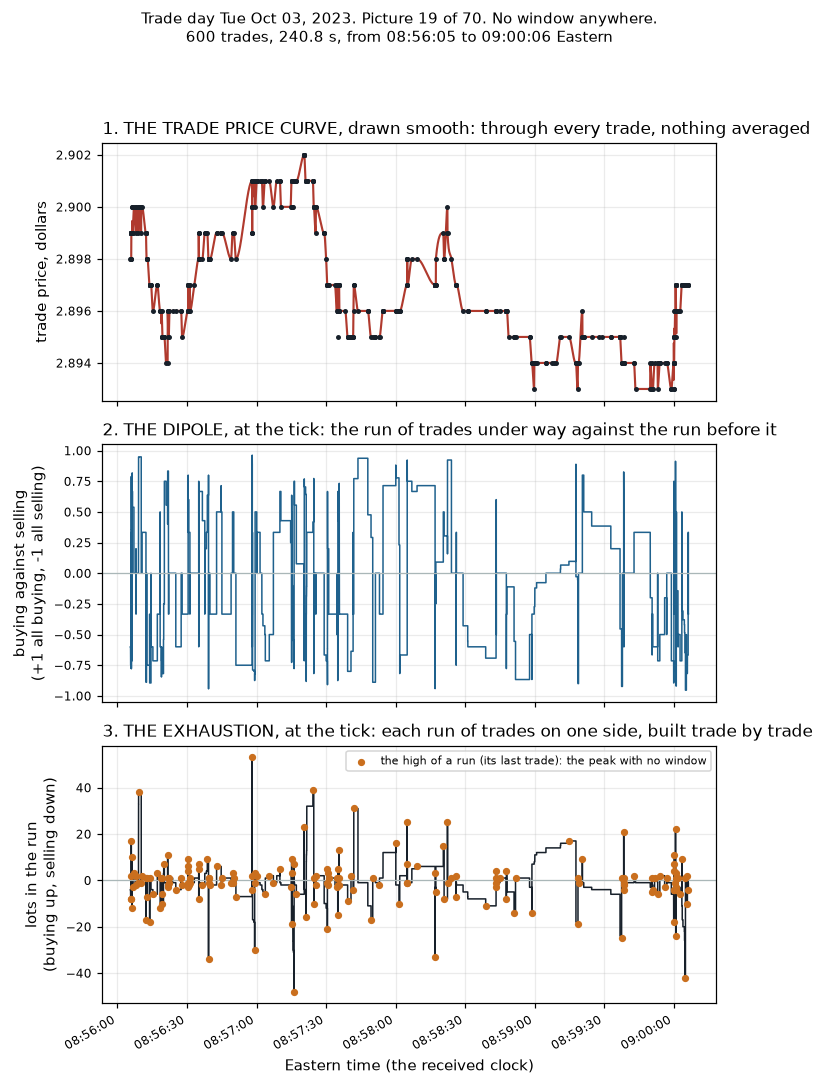 Trade day Tue Oct 03, 2023. Picture 19 of 70. No window anywhere.
600 trades, 240.8 s, from 08:56:05 to 09:00:06 Eastern
1. THE TRADE PRICE CURVE, drawn smooth: through every trade, nothing averaged
2.902
2.900
2.898
2.896
2.894
trade price, dollars
2. THE DIPOLE, at the tick: the run of trades under way against the run before it
1.00
0.75
0.50
0.25
0.00
−0.25
−0.50
−0.75
−1.00
buying against selling
(+1 all buying, -1 all selling)
3. THE EXHAUSTION, at the tick: each run of trades on one side, built trade by trade
the high of a run (its last trade): the peak with no window
40
20
0
−20
−40
lots in the run
(buying up, selling down)
08:56:00
08:56:30
08:57:00
08:57:30
08:58:00
08:58:30
08:59:00
08:59:30
09:00:00
Eastern time (the received clock)